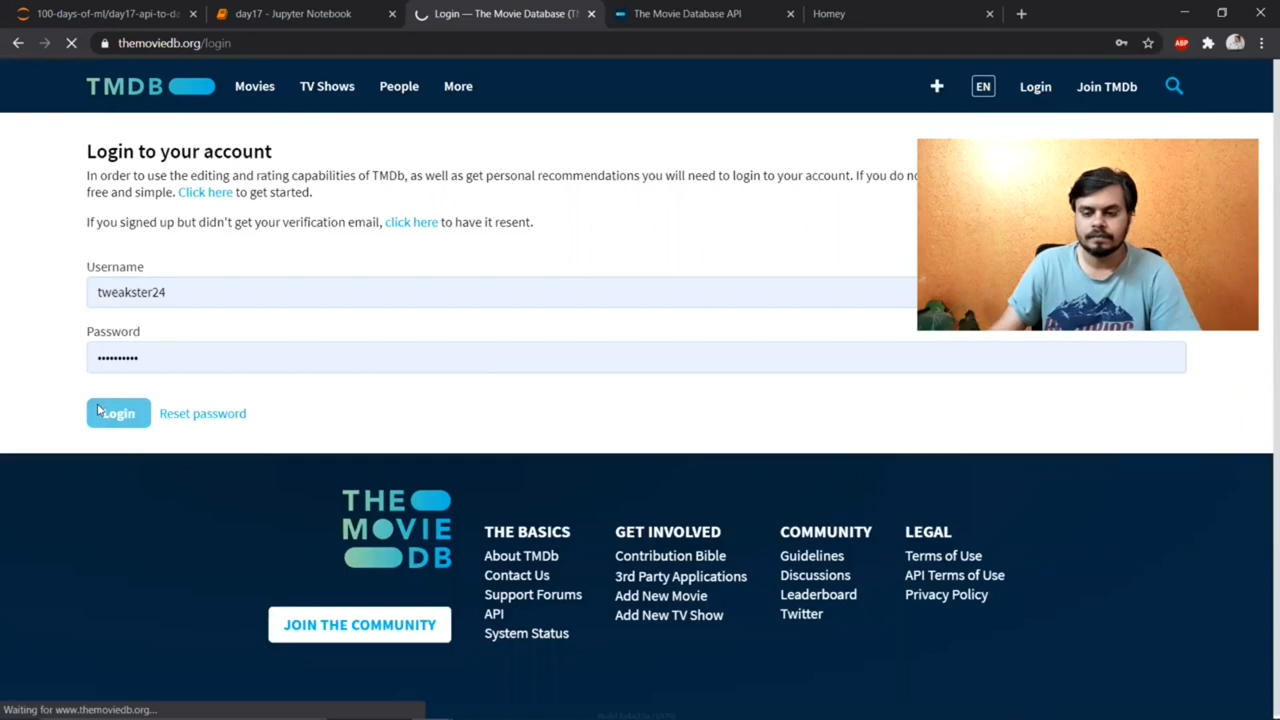 100-days-of-ml/day17-api-to-da
day17 - Jupyter Notebook
Login — The Movie Database (T
The Movie Database API
Homey
themoviedb.org/login
ABP
TMDB
Movies
TV Shows
People
More
EN
Login
Join TMDb
Login to your account
In order to use the editing and rating capabilities of TMDb, as well as get personal recommendations you will need to login to your account. If you do no
free and simple. Click here to get started.
If you signed up but didn't get your verification email, click here to have it resent.
Username
tweakster24
Password
••••••••••
Login
Reset password
THE
MOVIE
DB
JOIN THE COMMUNITY
THE BASICS
About TMDb
Contact Us
Support Forums
API
System Status
GET INVOLVED
Contribution Bible
3rd Party Applications
Add New Movie
Add New TV Show
COMMUNITY
Guidelines
Discussions
Leaderboard
Twitter
LEGAL
Terms of Use
API Terms of Use
Privacy Policy
Waiting for www.themoviedb.org...